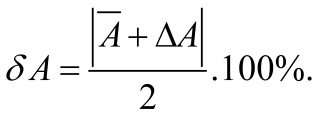 δA = |A̅ + ΔA| / 2 .100%.